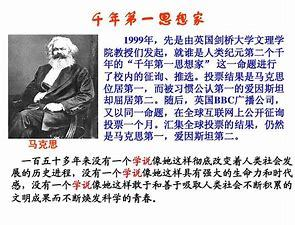 千年第一思想家
1999年，先是由英国剑桥大学文理学
院教授们发起，就谁是人类纪元第二个千
年的“千年第一思想家”这一命题进行
了校内的征询、推选。投票结果是马克思
位居第一，而被习惯公认第一的爱因斯坦
却屈居第二。随后，英国BBC广播公司，
又以同一命题，在全球互联网上公开征询
投票一个月。汇集全球投票的结果，仍然
是马克思第一，爱因斯坦第二。
马克思
一百五十多年来没有一个学说像她这样彻底改变着人类社会发
展的历史进程，没有一个学说像她这样具有强大的生命力和时代
感，没有一个学说像她这样敢于和善于吸取人类社会不断积累的
文明成果而不断焕发科学的青春。